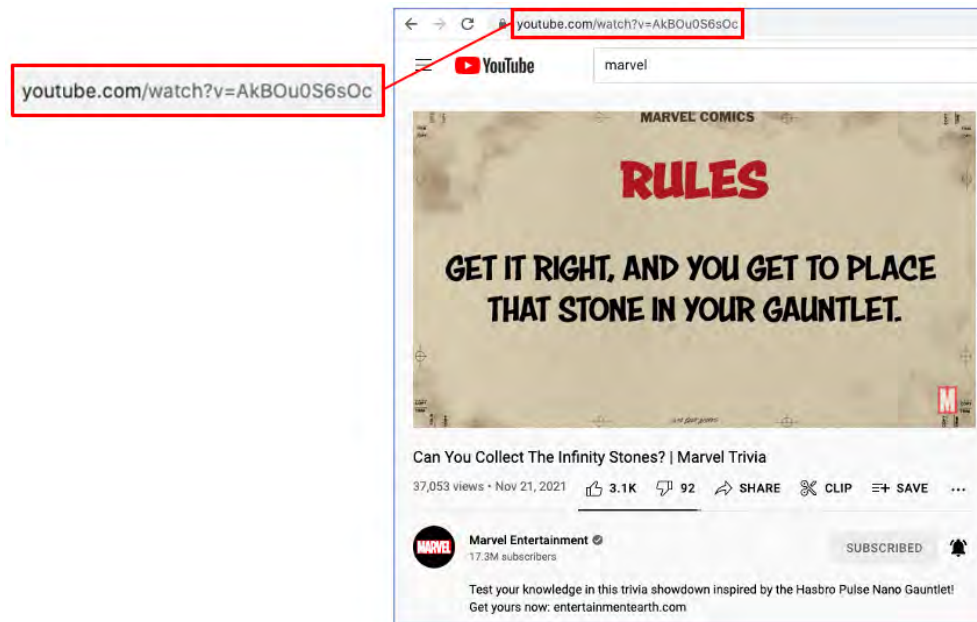 youtube.com/watch?v=AkBOu0S6sOc
youtube.com/watch?v=AkBOu0S6sOc
YouTube
marvel
MARVEL COMICS
RULES
GET IT RIGHT, AND YOU GET TO PLACE
THAT STONE IN YOUR GAUNTLET.
M
Can You Collect The Infinity Stones? | Marvel Trivia
37,053 views • Nov 21, 2021 3.1K 92 SHARE CLIP SAVE ...
MARVEL
Marvel Entertainment
17.3M subscribers
SUBSCRIBED
Test your knowledge in this trivia showdown inspired by the Hasbro Pulse Nano Gauntlet!
Get yours now: entertainmentearth.com